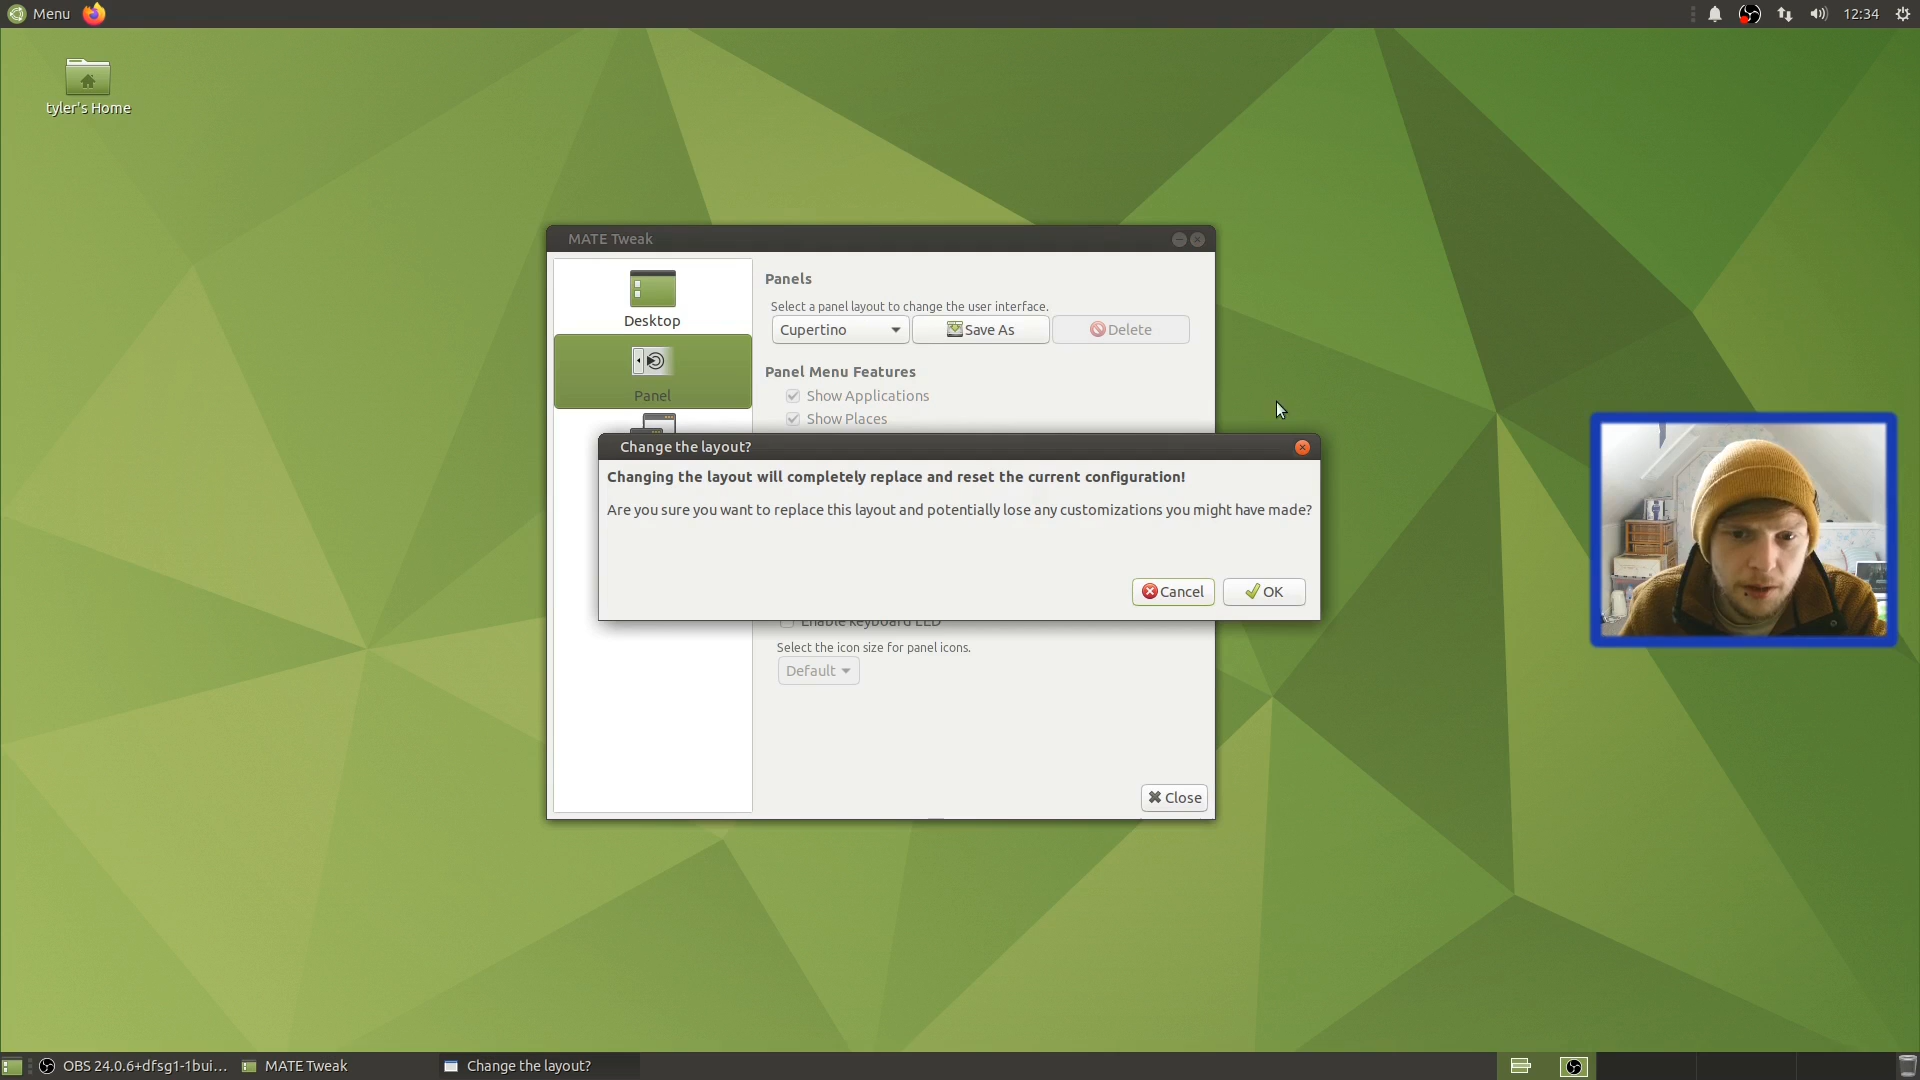 Menu
12:34
tyler's Home
MATE Tweak
Desktop
Panel
Panels
Select a panel layout to change the user interface.
Cupertino
Save As
Delete
Panel Menu Features
Show Applications
Show Places
Change the layout?
Changing the layout will completely replace and reset the current configuration!
Are you sure you want to replace this layout and potentially lose any customizations you might have made?
Cancel
OK
Enable keyboard LED
Select the icon size for panel icons.
Default
Close
OBS 24.0.6+dfsg1-1bui...
MATE Tweak
Change the layout?